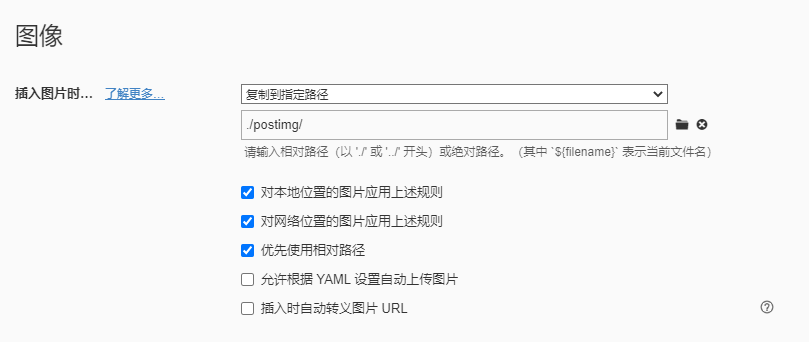 图像
插入图片时… 了解更多…
复制到指定路径
./postimg/
请输入相对路径（以 './' 或 '../' 开头）或绝对路径。（其中 `${filename}` 表示当前文件名）
对本地位置的图片应用上述规则
对网络位置的图片应用上述规则
优先使用相对路径
允许根据 YAML 设置自动上传图片
插入时自动转义图片 URL